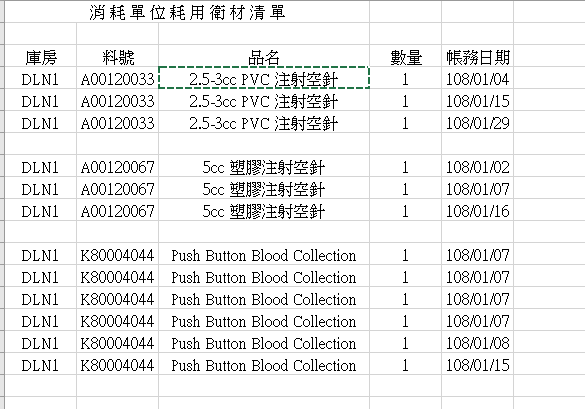 消耗單位耗用衛材清單
庫房 料號 品名 數量 帳務日期
DLN1 A00120033 2.5-3cc PVC 注射空針 1 108/01/04
DLN1 A00120033 2.5-3cc PVC 注射空針 1 108/01/15
DLN1 A00120033 2.5-3cc PVC 注射空針 1 108/01/29
DLN1 A00120067 5cc 塑膠注射空針 1 108/01/02
DLN1 A00120067 5cc 塑膠注射空針 1 108/01/07
DLN1 A00120067 5cc 塑膠注射空針 1 108/01/16
DLN1 K80004044 Push Button Blood Collection 1 108/01/07
DLN1 K80004044 Push Button Blood Collection 1 108/01/07
DLN1 K80004044 Push Button Blood Collection 1 108/01/07
DLN1 K80004044 Push Button Blood Collection 1 108/01/07
DLN1 K80004044 Push Button Blood Collection 1 108/01/08
DLN1 K80004044 Push Button Blood Collection 1 108/01/15